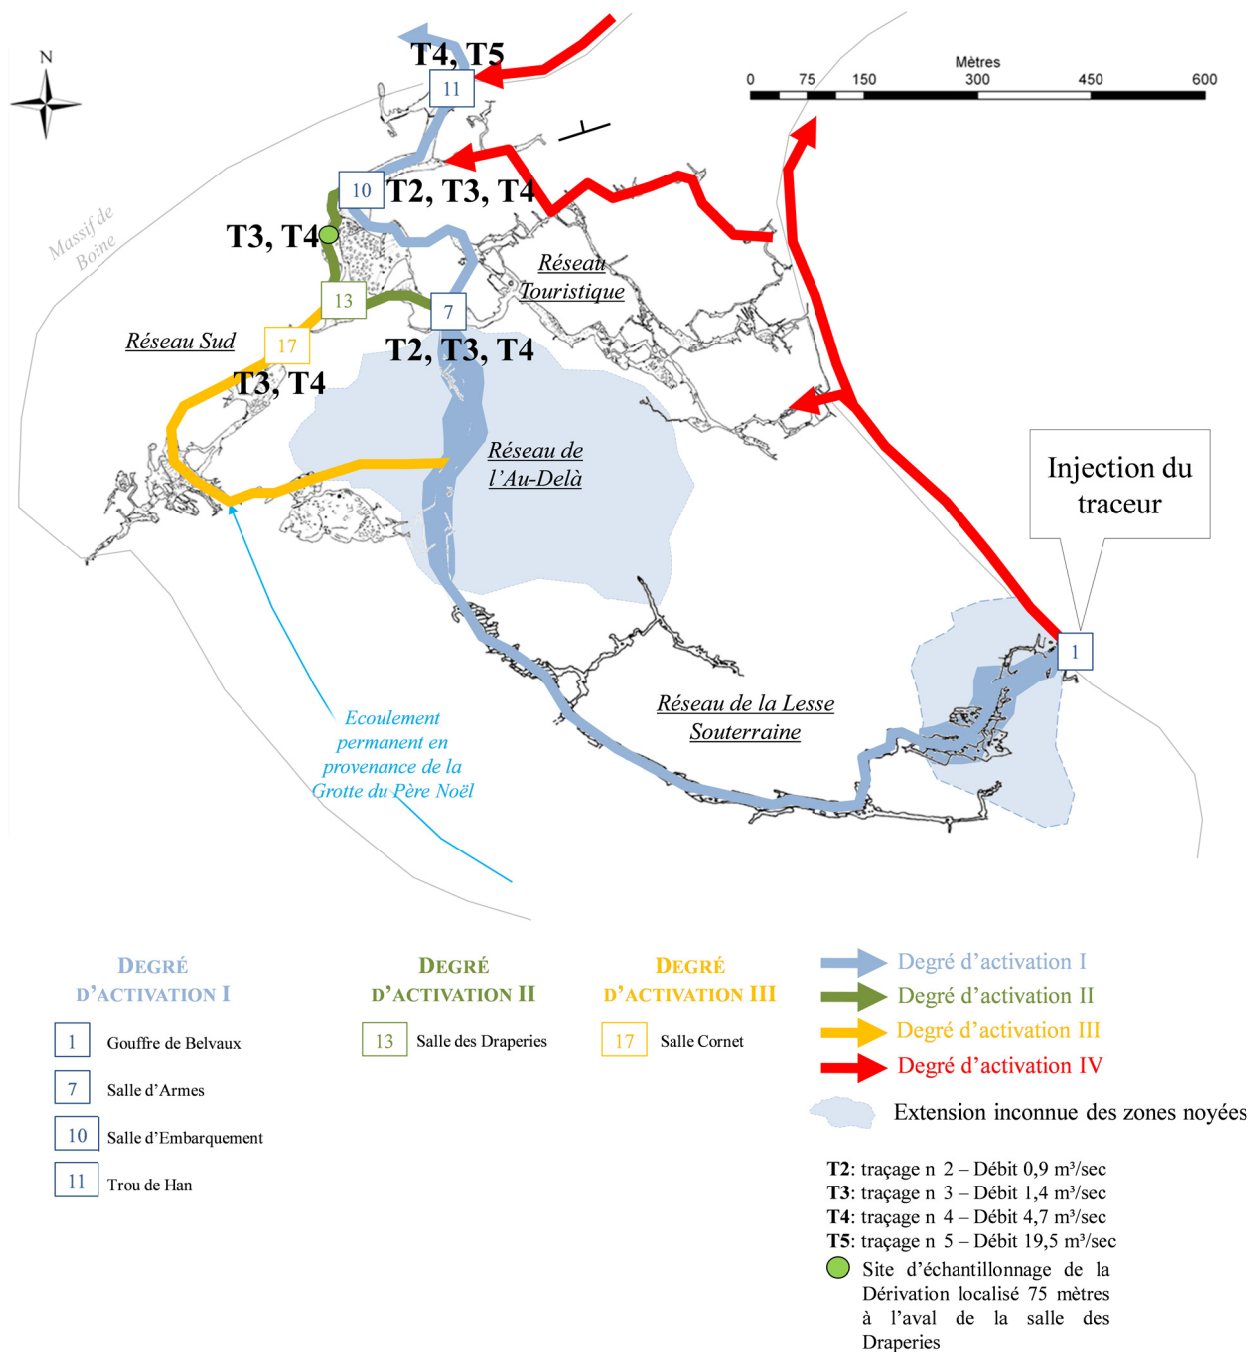 N
T4, T5
11
Mètres
0 75 150 300 450 600
10
T2, T3, T4
Massif de
Boine
T3, T4
Réseau
Touristique
13
7
Réseau Sud
17
T2, T3, T4
T3, T4
Réseau de
l'Au-Delà
Injection du
traceur
1
Réseau de la Lesse
Souterraine
Ecoulement
permanent en
provenance de la
Grotte du Père Noël
DEGRÉ
D'ACTIVATION I
1 Gouffre de Belvaux
7 Salle d'Armes
10 Salle d'Embarquement
11 Trou de Han
DEGRÉ
D'ACTIVATION II
13 Salle des Draperies
DEGRÉ
D'ACTIVATION III
17 Salle Cornet
Degré d'activation I
Degré d'activation II
Degré d'activation III
Degré d'activation IV
Extension inconnue des zones noyées
T2: traçage n 2 – Débit 0,9 m³/sec
T3: traçage n 3 – Débit 1,4 m³/sec
T4: traçage n 4 – Débit 4,7 m³/sec
T5: traçage n 5 – Débit 19,5 m³/sec
Site d'échantillonnage de la
Dérivation localisé 75 mètres
à l'aval de la salle des
Draperies